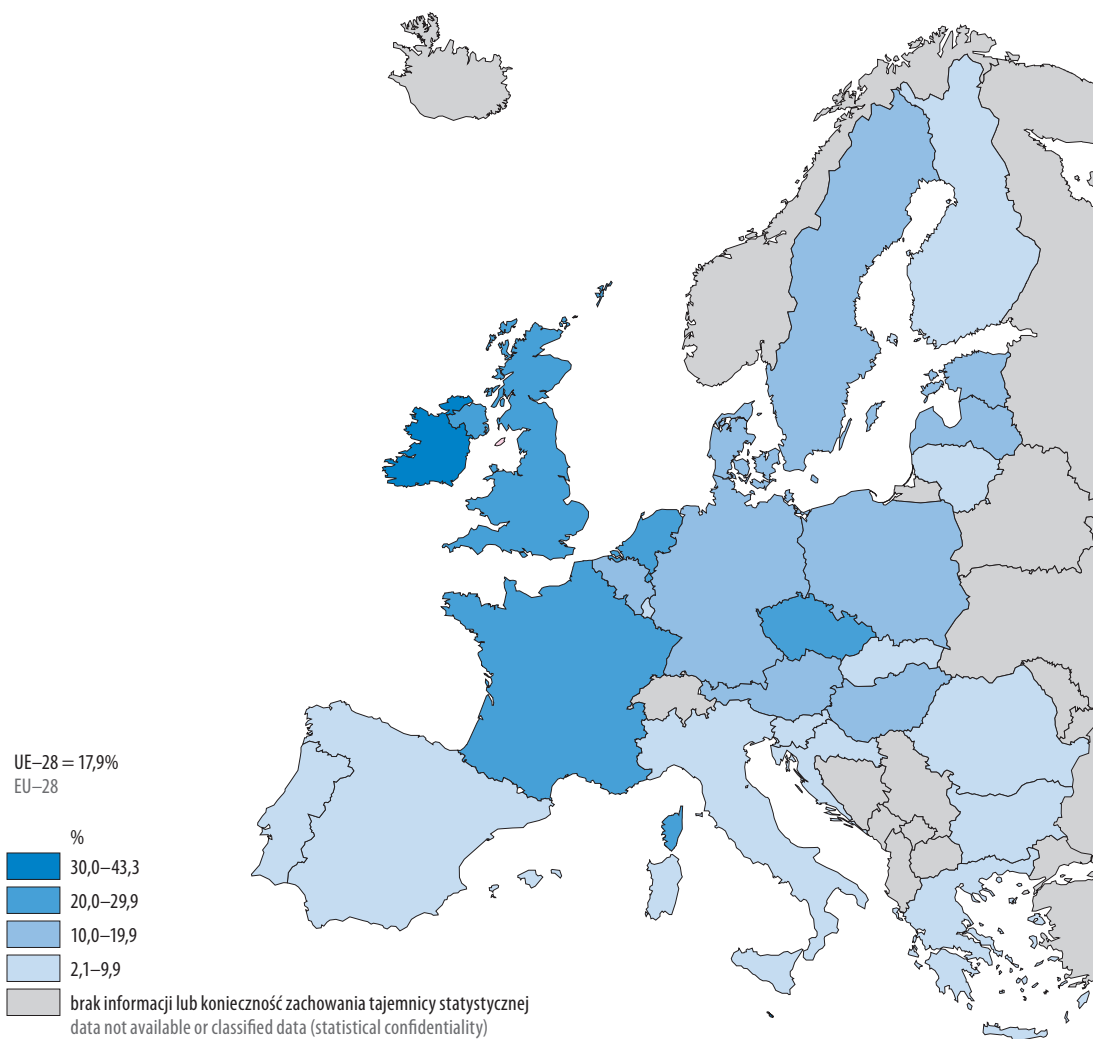 UE–28 = 17,9%
EU–28
%
30,0–43,3
20,0–29,9
10,0–19,9
2,1–9,9
brak informacji lub konieczność zachowania tajemnicy statystycznej
data not available or classified data (statistical confidentiality)